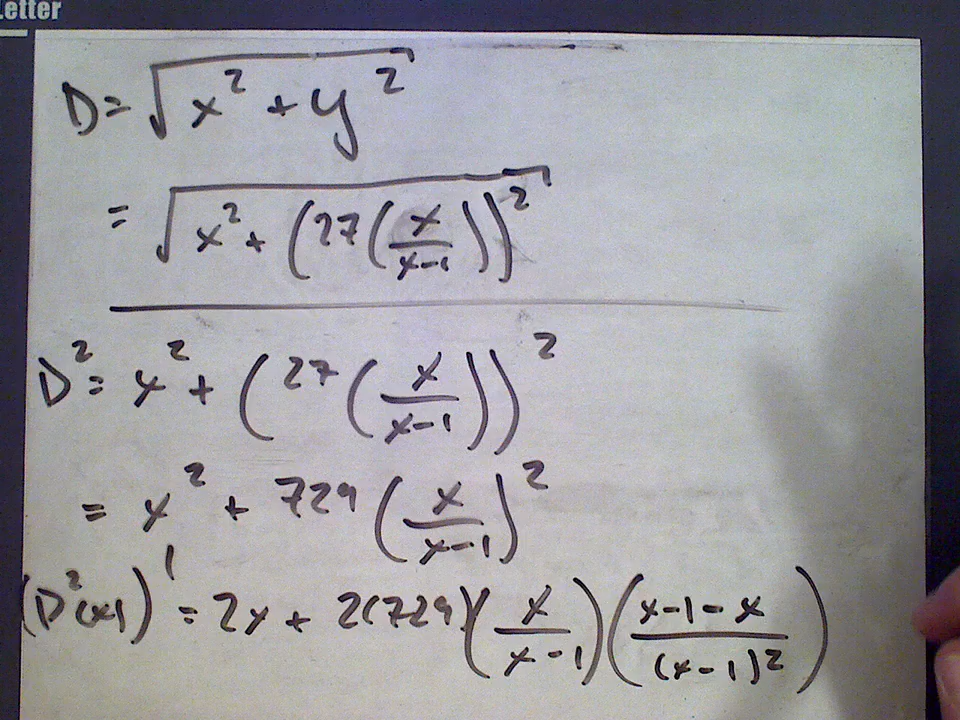 Letter
D = √(x² + y²)
= √(x² + (27(x/(x-1)))²)
D² = x² + (27(x/(x-1)))²
= x² + 729(x/(x-1))²
(D²(x))' = 2x + 2(729)(x/(x-1))((x-1-x)/(x-1)²)